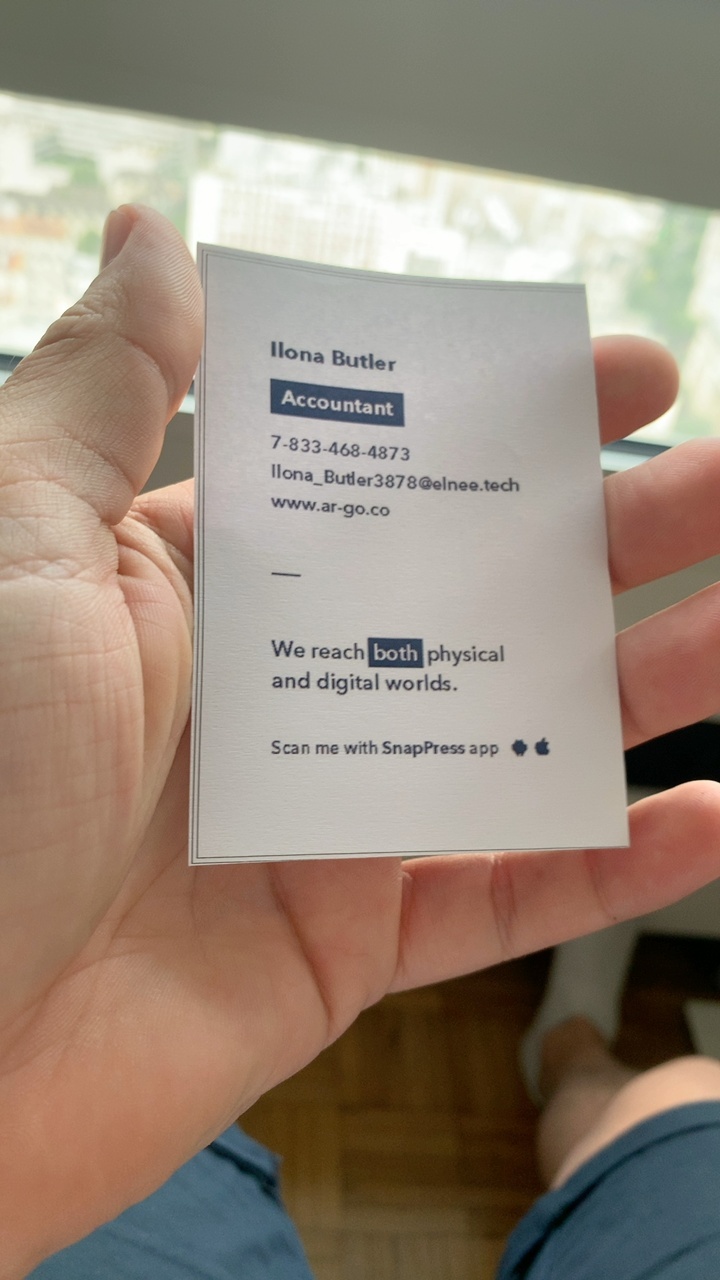 Ilona Butler
Accountant
7-833-468-4873
Ilona_Butler3878@elnee.tech
www.ar-go.co
—
We reach both physical
and digital worlds.
Scan me with SnapPress app